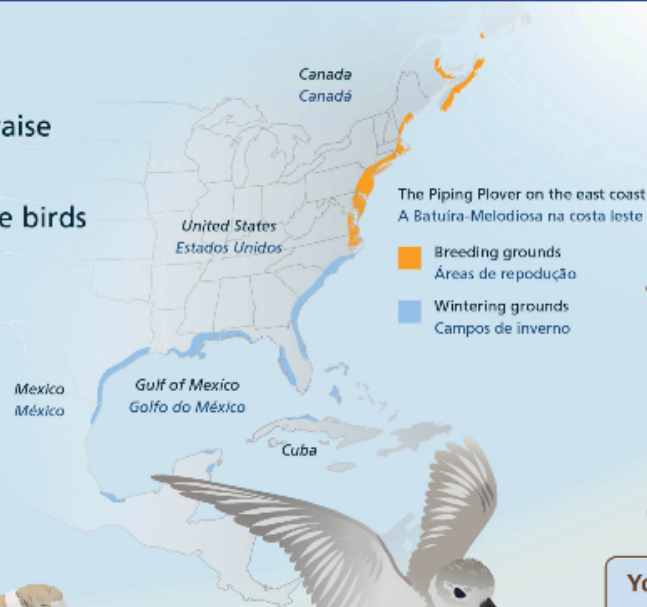 Canada
Canadá
aise
e birds
The Piping Plover on the east coast
A Batuíra-Melodiosa na costa leste
United States
Estados Unidos
Breeding grounds
Áreas de repodução
Wintering grounds
Campos de inverno
Mexico
México
Gulf of Mexico
Golfo do México
Cuba
Yo